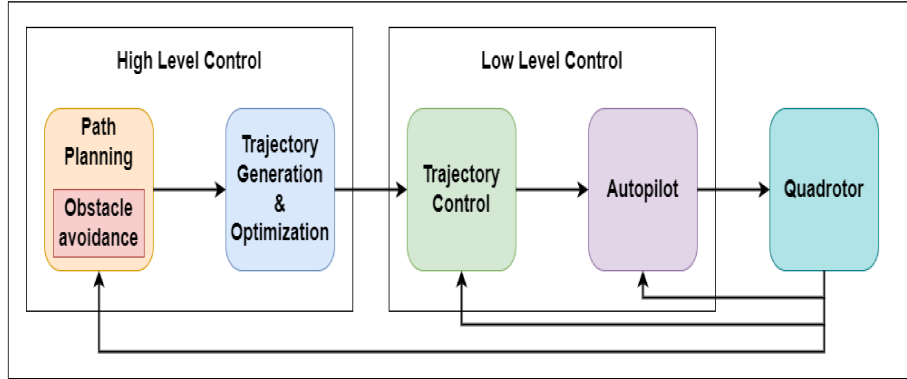 High Level Control
Low Level Control
Path
Planning
Obstacle
avoidance
Trajectory
Generation
&
Optimization
Trajectory
Control
Autopilot
Quadrotor